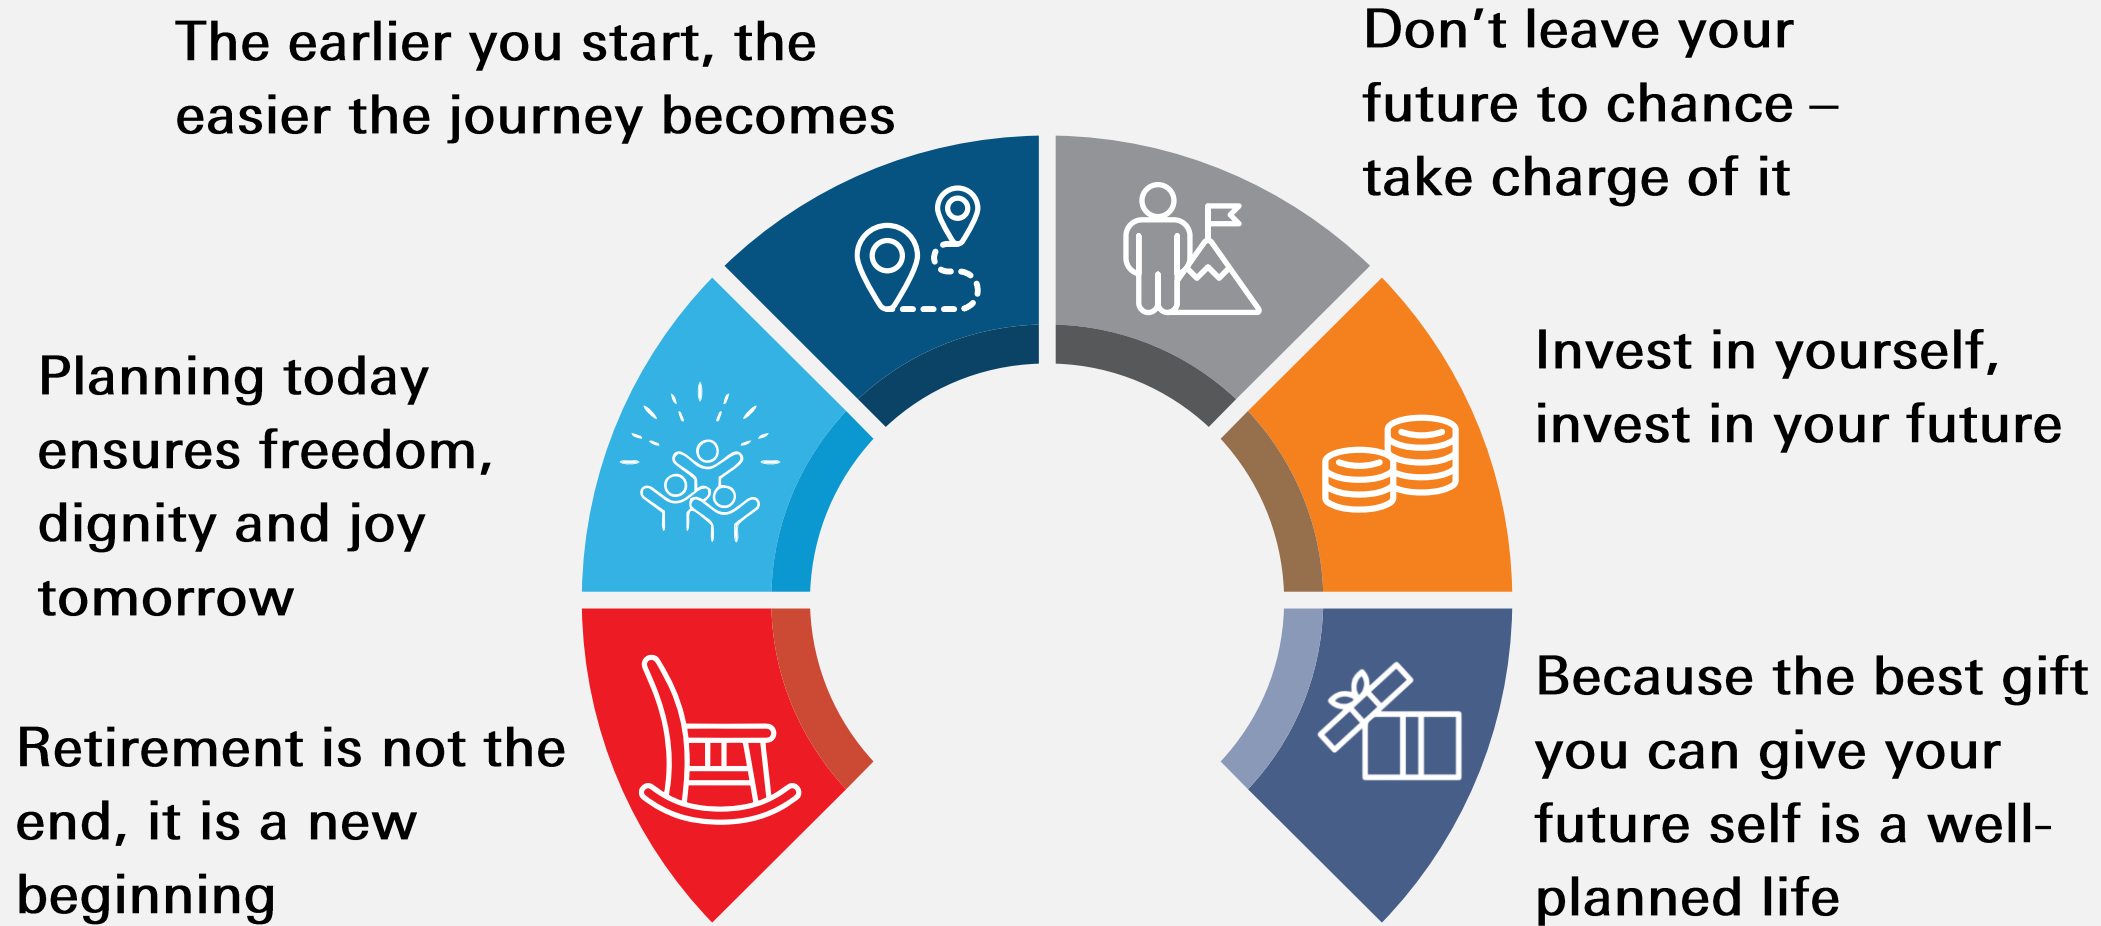 The earlier you start, the
easier the journey becomes
Don’t leave your
future to chance –
take charge of it
Planning today
ensures freedom,
dignity and joy
tomorrow
Invest in yourself,
invest in your future
Retirement is not the
end, it is a new
beginning
Because the best gift
you can give your
future self is a well-
planned life